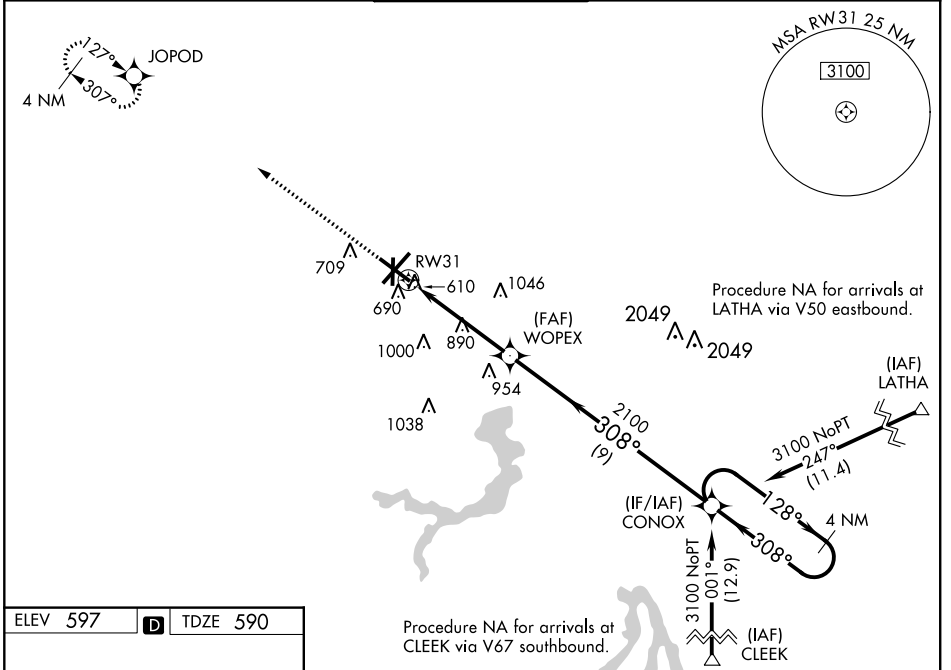 MSA RW31 25 NM
3100
127°
JOPOD
307°
4 NM
709
RW31
610
1046
690
Procedure NA for arrivals at
LATHA via V50 eastbound.
(FAF)
WOPEX
2049
2049
1000
890
954
(IAF)
LATHA
1038
2100
308°
(9)
3100 NoPT
247°
(11.4)
(IF/IAF)
CONOX
128°
4 NM
308°
3100 NoPT
001°
(12.9)
ELEV 597
D
TDZE 590
Procedure NA for arrivals at
CLEEK via V67 southbound.
(IAF)
CLEEK